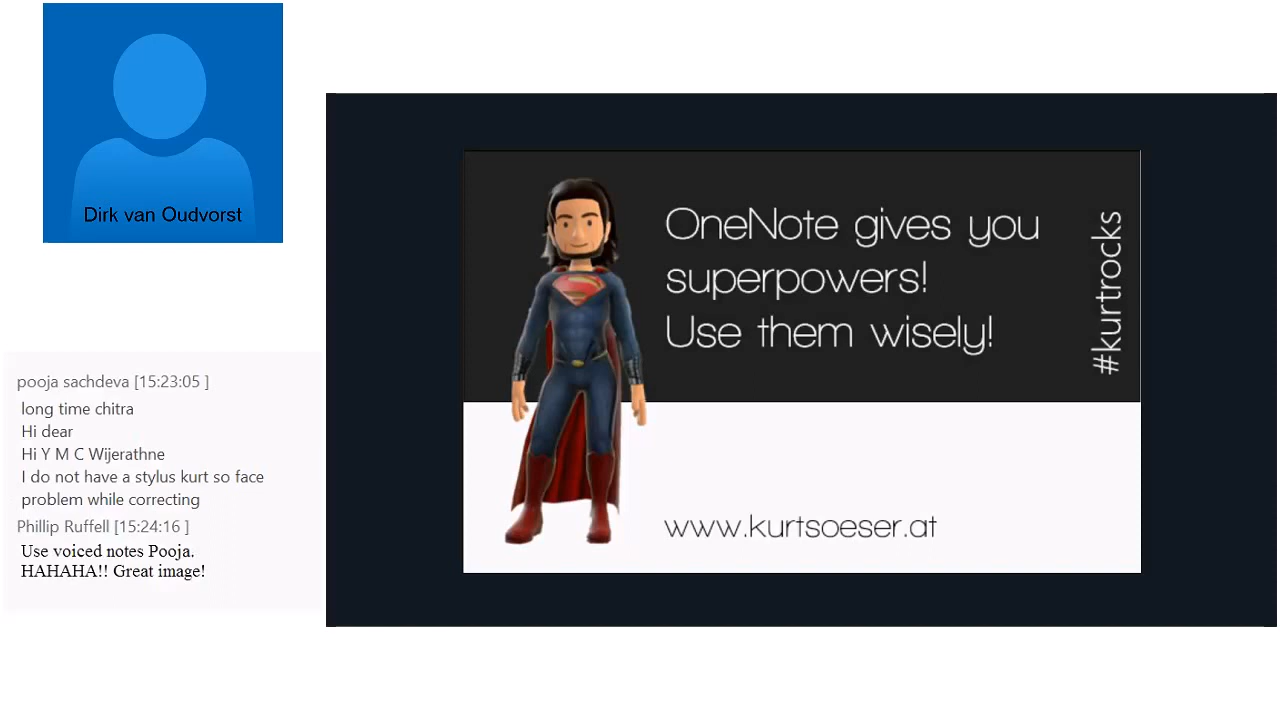 Dirk van Oudvorst
pooja sachdeva [15:23:05 ]
long time chitra
Hi dear
Hi Y M C Wijerathne
I do not have a stylus kurt so face
problem while correcting
Phillip Ruffell [15:24:16 ]
Use voiced notes Pooja.
HAHAHA!! Great image!
OneNote gives you
superpowers!
Use them wisely!
#kurtrocks
www.kurtsoeser.at